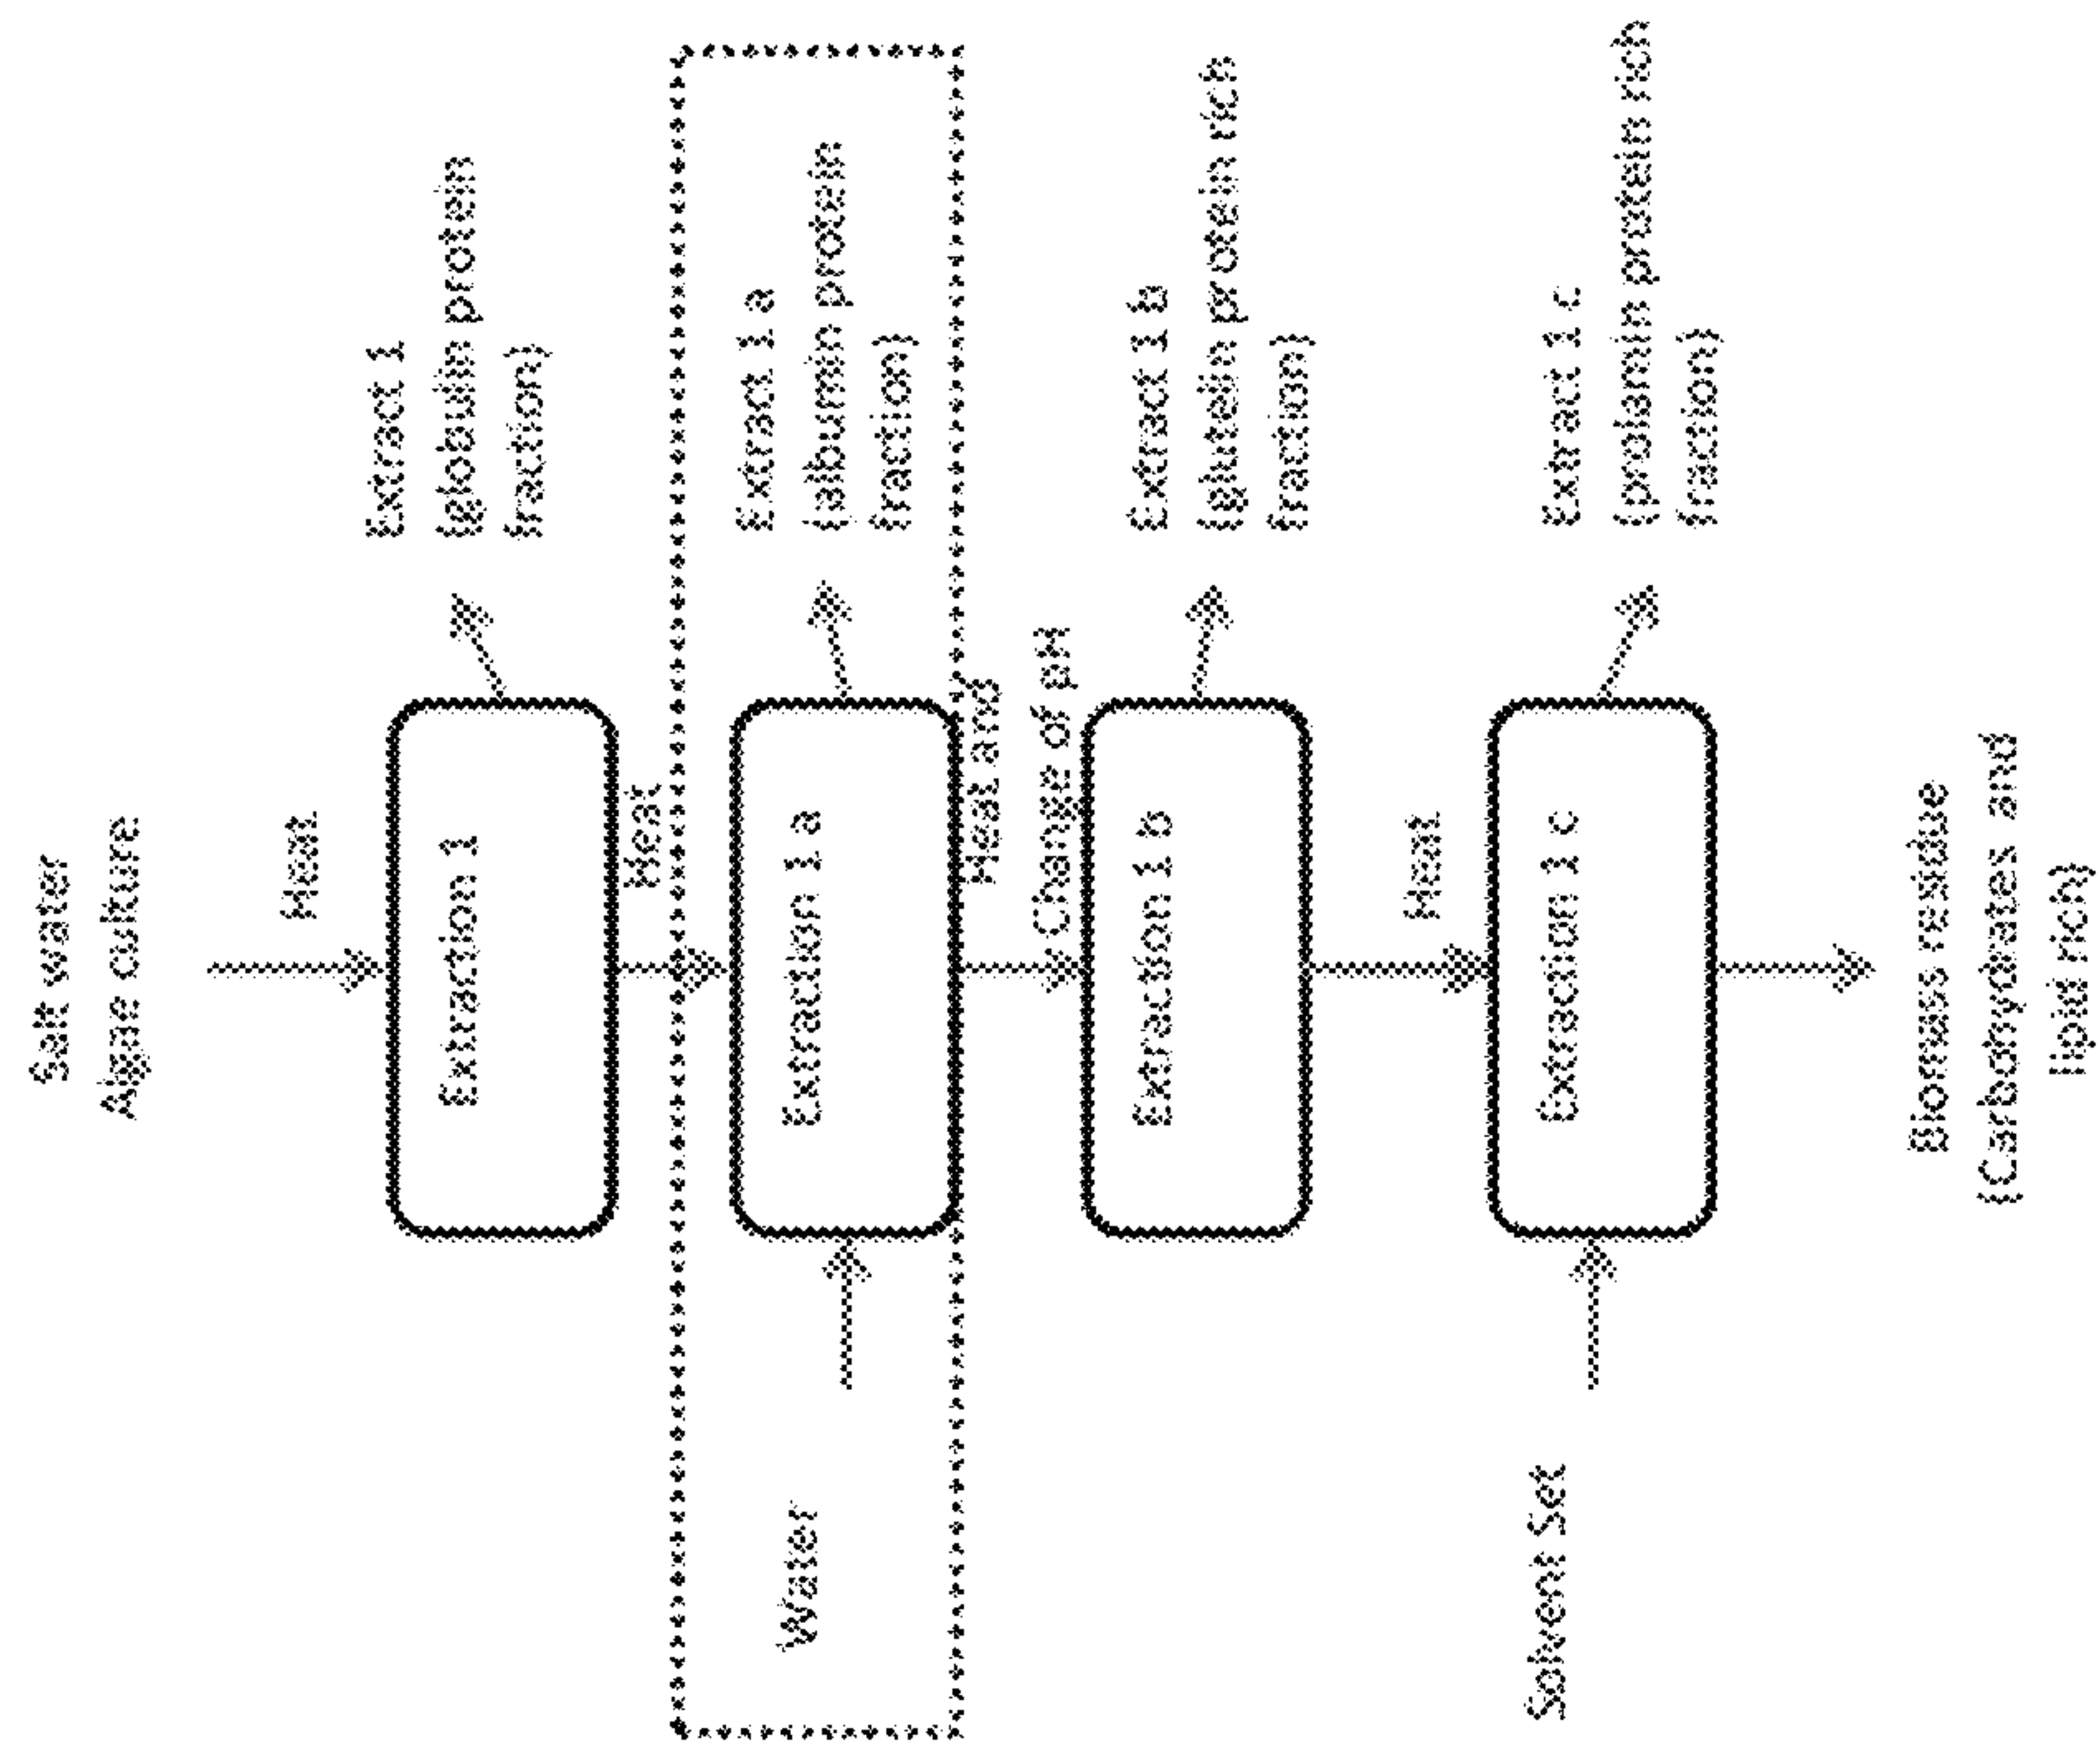 Salt water
Algae culture
Heat
Extraction 1
Extract 1
(globulin protein
fraction)
Heat
Water
Extraction 1 a
Extract 1 a
(albumin protein
fraction)
Heat and
Change of pH
Extraction 1 b
Extract 1 b
(glutelin protein rich
fraction)
Heat
Solvent Set
Extraction 1 c
Extract 1 c
(prolamin protein rich
fraction)
Biomass residue
(Carbohydrates and
lipid rich)